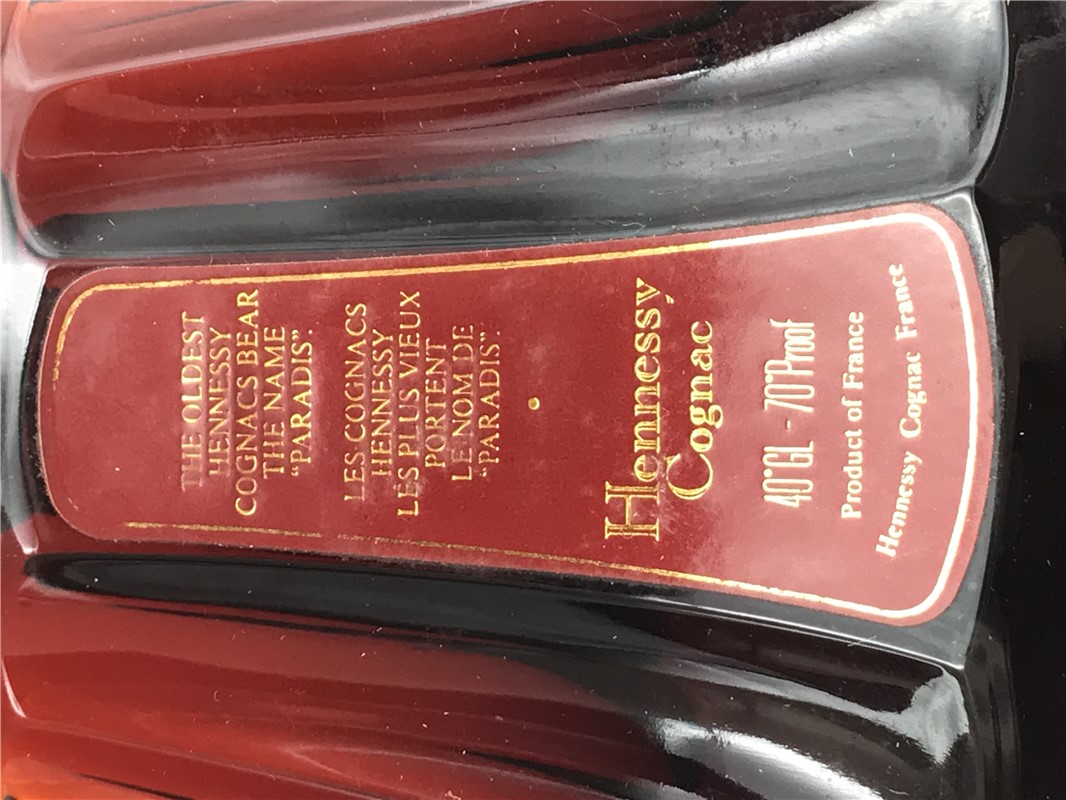 THE OLDEST
HENNESSY
COGNACS BEAR
THE NAME
“PARADIS”.
LES COGNACS
HENNESSY
LES PLUS VIEUX
PORTENT
LE NOM DE
“PARADIS”.
Hennessy
Cognac
40°GL - 70°Proof
Product of France
Hennessy Cognac France